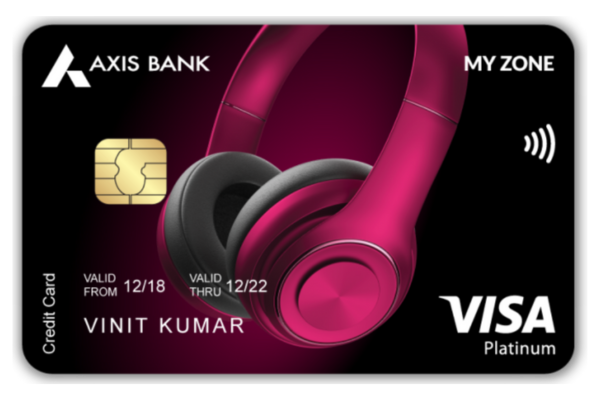 AXIS BANK
MY ZONE
VALID FROM 12/18 VALID THRU 12/22
VINIT KUMAR
Credit Card
VISA
Platinum